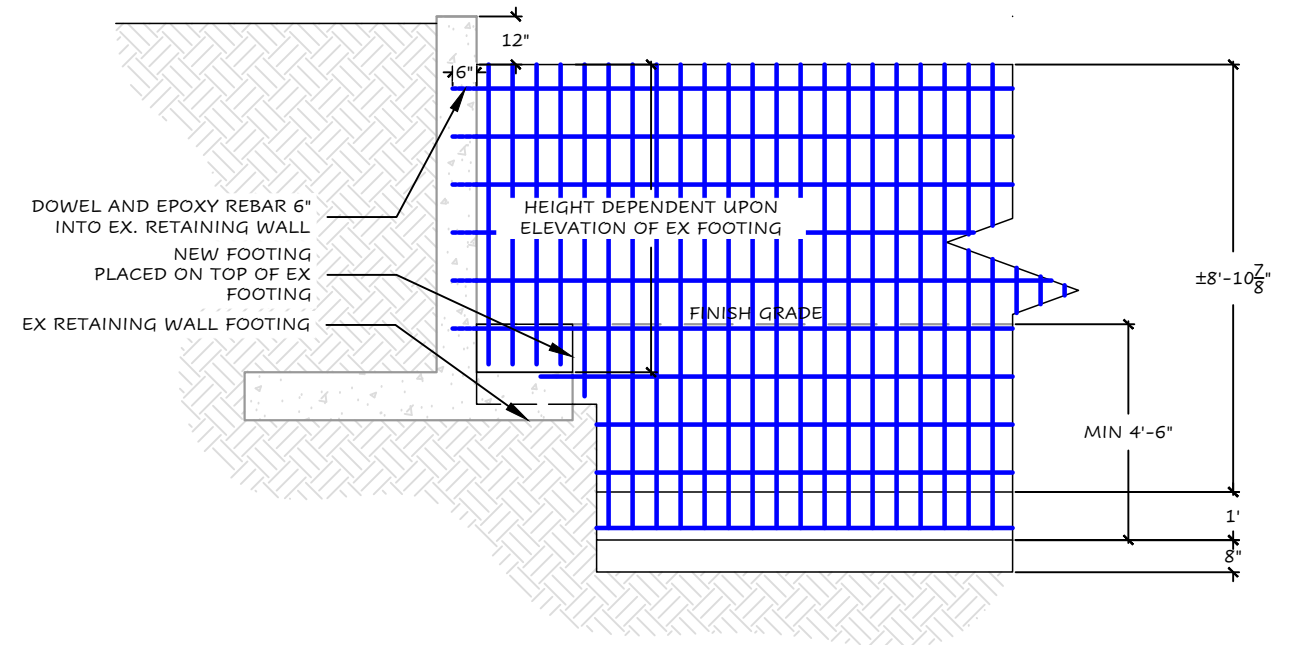 12"
6"
DOWEL AND EPOXY REBAR 6"
INTO EX. RETAINING WALL
HEIGHT DEPENDENT UPON
ELEVATION OF EX FOOTING
NEW FOOTING
PLACED ON TOP OF EX
FOOTING
±8'-10 7/8"
FINISH GRADE
EX RETAINING WALL FOOTING
MIN 4'-6"
1'
8"